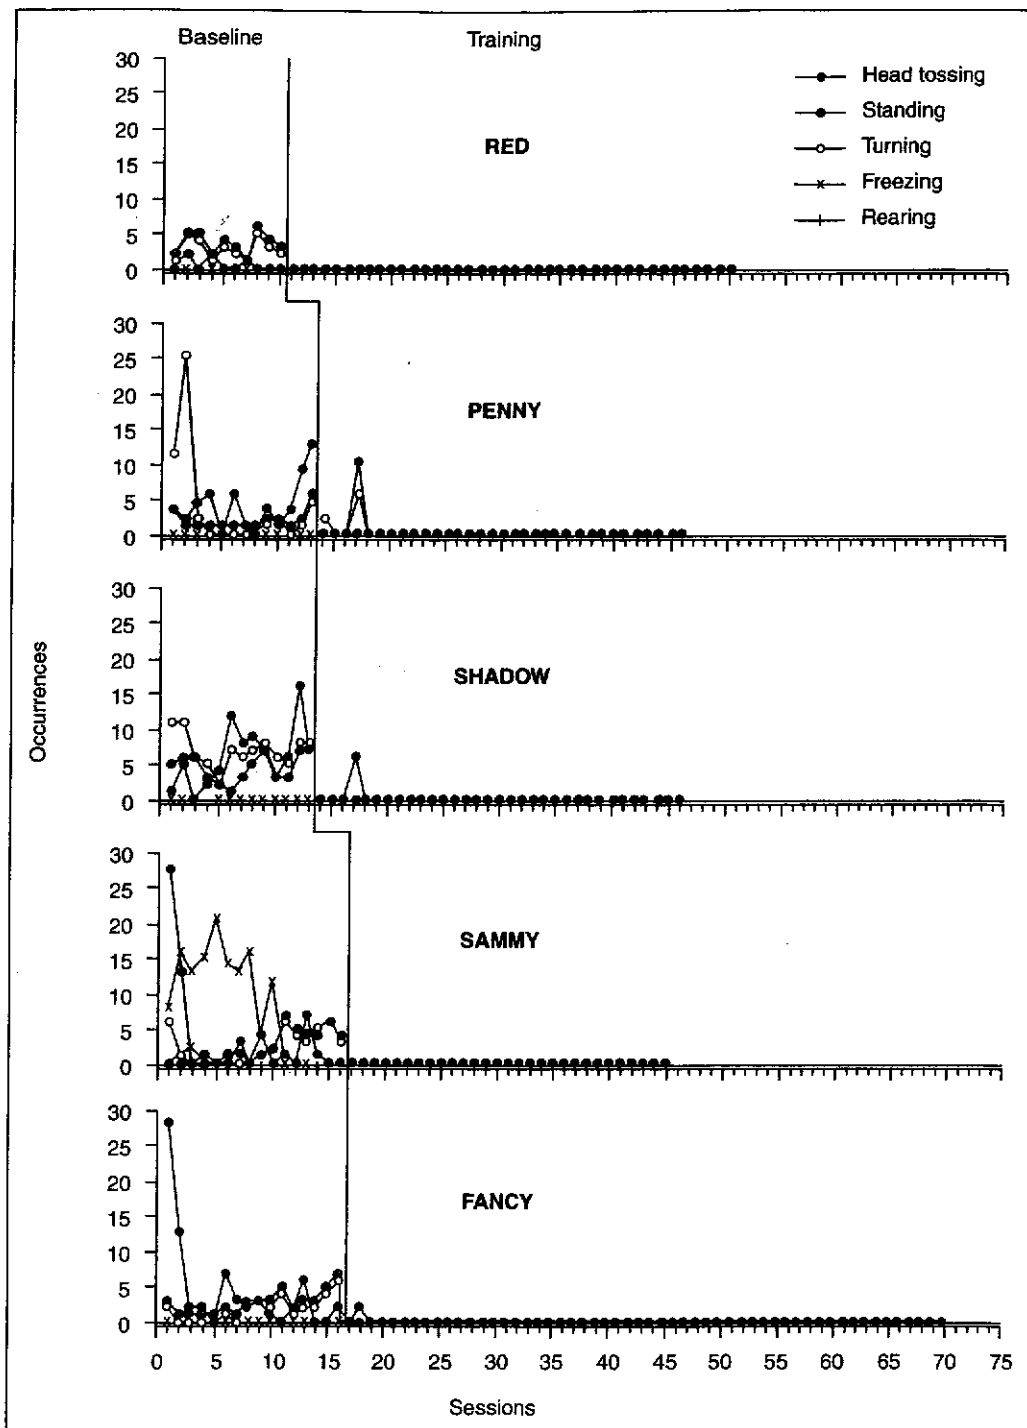 Baseline Training
30
25
20
15
10
5
0
RED
Head tossing
Standing
Turning
Freezing
Rearing
30
25
20
15
10
5
0
PENNY
30
25
20
15
10
5
0
SHADOW
Occurrences
30
25
20
15
10
5
0
SAMMY
30
25
20
15
10
5
0
FANCY
0 5 10 15 20 25 30 35 40 45 50 55 60 65 70 75
Sessions